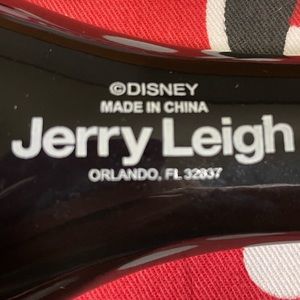 ©DISNEY
MADE IN CHINA
Jerry Leigh
ORLANDO, FL 32837